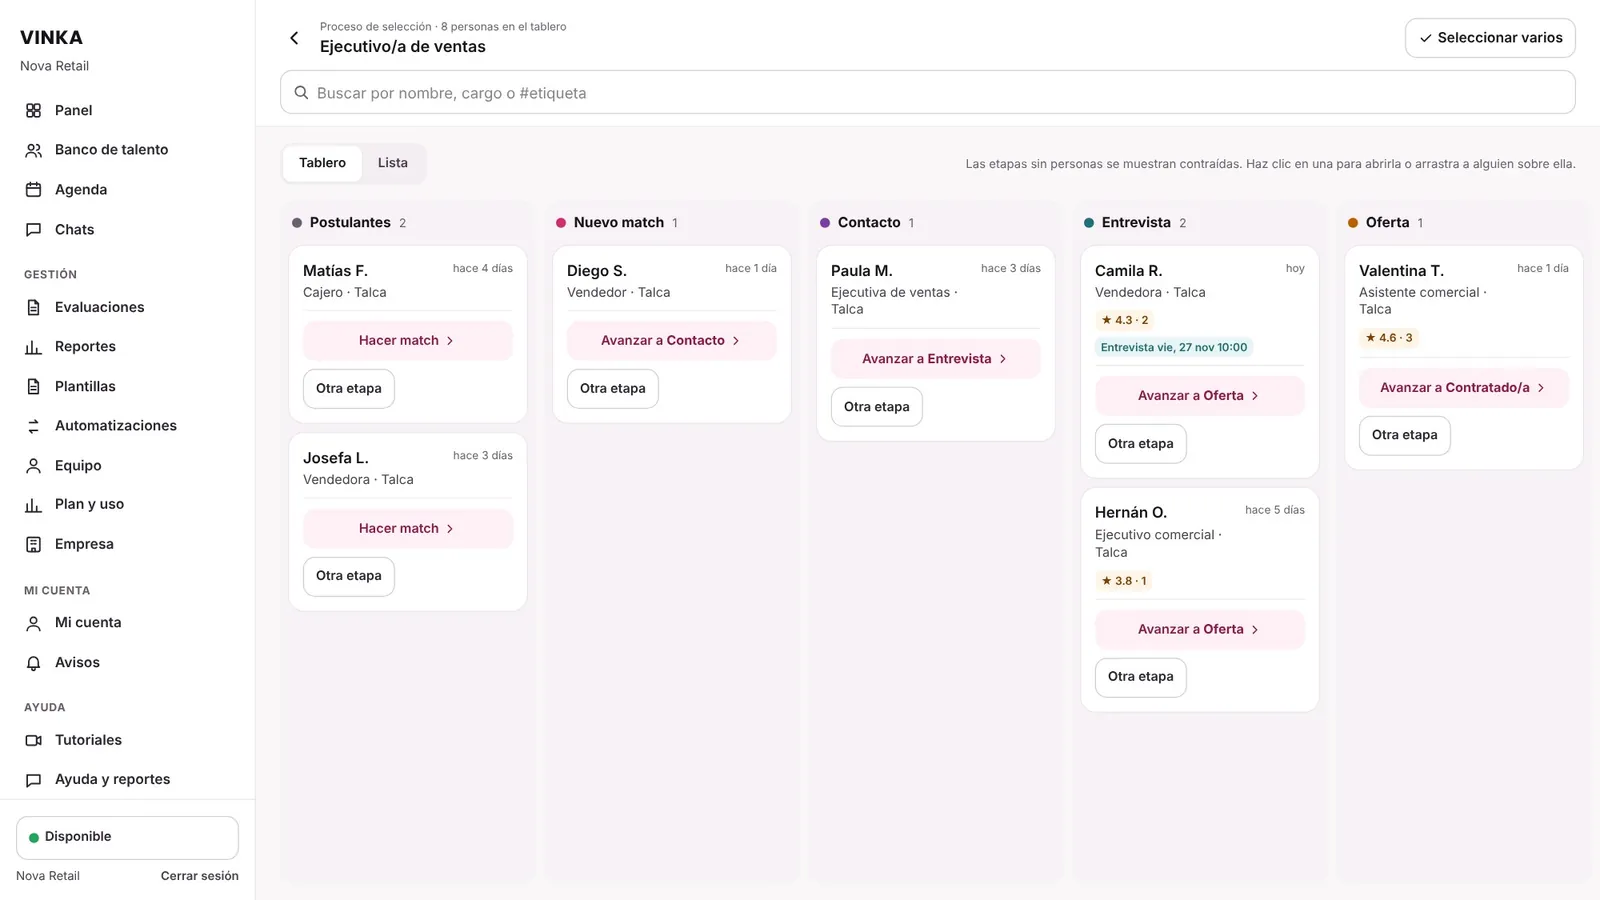 VINKA
Nova Retail
Panel
Banco de talento
Agenda
Chats
GESTIÓN
Evaluaciones
Reportes
Plantillas
Automatizaciones
Equipo
Plan y uso
Empresa
MI CUENTA
Mi cuenta
Avisos
AYUDA
Tutoriales
Ayuda y reportes
Disponible
Nova Retail
Cerrar sesión
Proceso de selección · 8 personas en el tablero
Ejecutivo/a de ventas
Seleccionar varios
Buscar por nombre, cargo o #etiqueta
Tablero
Lista
Las etapas sin personas se muestran contraídas. Haz clic en una para abrirla o arrastra a alguien sobre ella.
Postulantes 2
Matías F.
hace 4 días
Cajero · Talca
Hacer match
Otra etapa
Josefa L.
hace 3 días
Vendedora · Talca
Hacer match
Otra etapa
Nuevo match 1
Diego S.
hace 1 día
Vendedor · Talca
Avanzar a Contacto
Otra etapa
Contacto 1
Paula M.
hace 3 días
Ejecutiva de ventas ·
Talca
Avanzar a Entrevista
Otra etapa
Entrevista 2
Camila R.
hoy
Vendedora · Talca
★ 4.3 · 2
Entrevista vie, 27 nov 10:00
Avanzar a Oferta
Otra etapa
Hernán O.
hace 5 días
Ejecutivo comercial ·
Talca
★ 3.8 · 1
Avanzar a Oferta
Otra etapa
Oferta 1
Valentina T.
hace 1 día
Asistente comercial ·
Talca
★ 4.6 · 3
Avanzar a Contratado/a
Otra etapa